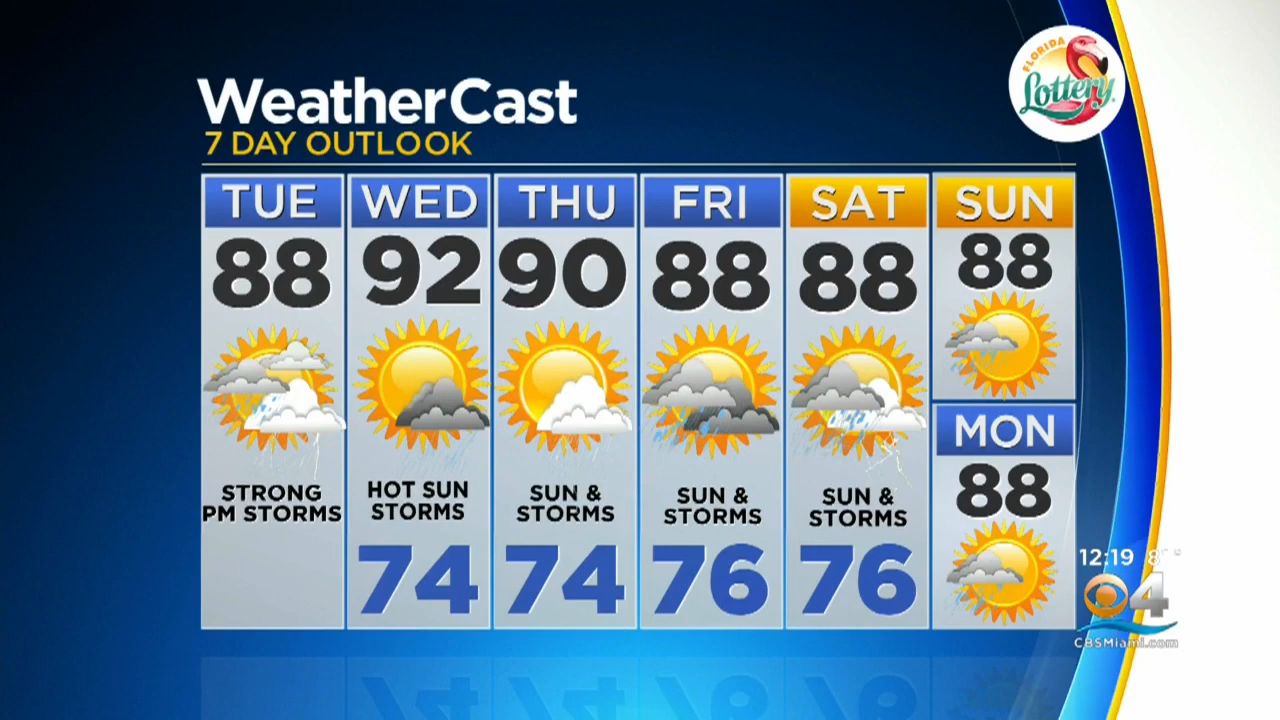 FLORIDA
Lottery
WeatherCast
7 DAY OUTLOOK
TUE
88
STRONG
PM STORMS
WED
92
HOT SUN
STORMS
74
THU
90
SUN &
STORMS
74
FRI
88
SUN &
STORMS
76
SAT
88
SUN &
STORMS
76
SUN
88
MON
88
12:19
4
CBSMiami.com